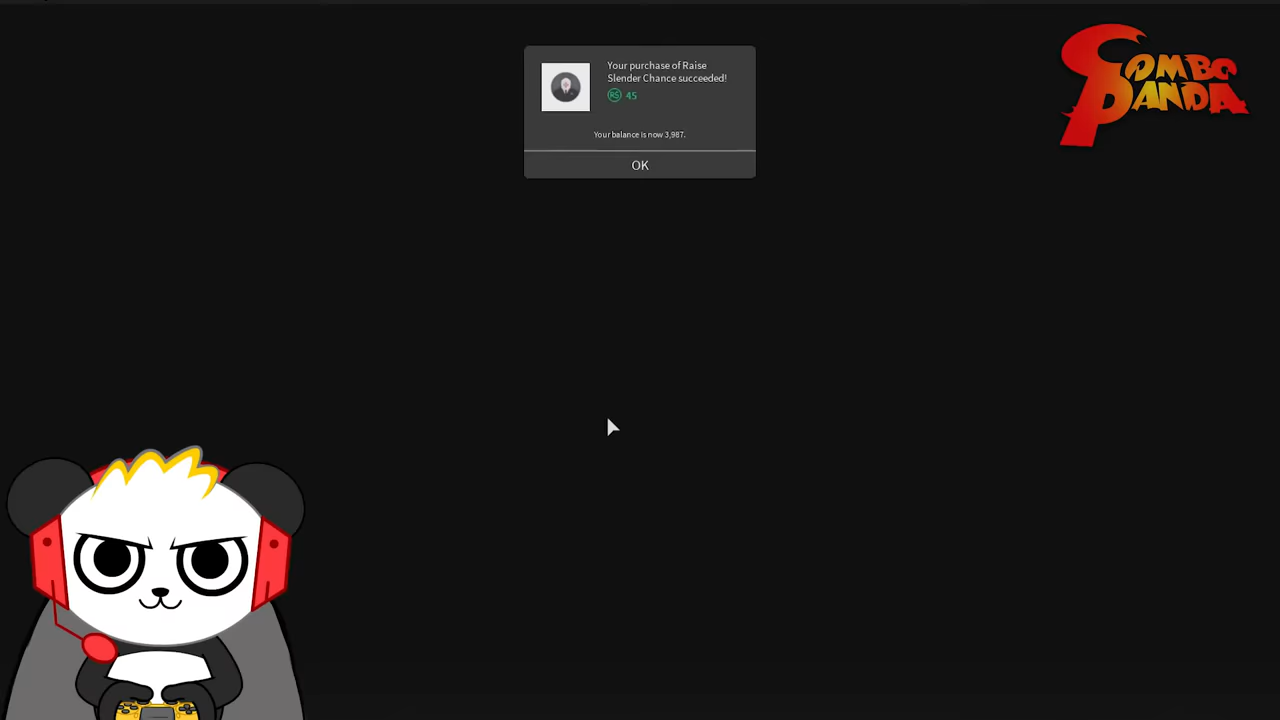 COMBO
PANDA
Your purchase of Raise
Slender Chance succeeded!
R$ 45
Your balance is now 3,987.
OK